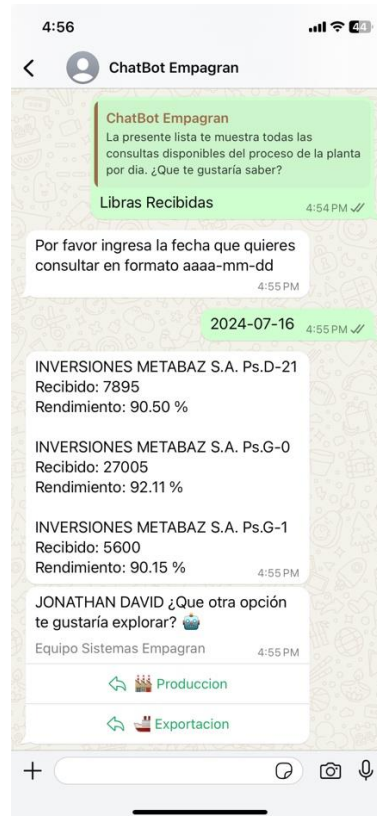 4:56
44
ChatBot Empagran
ChatBot Empagran
La presente lista te muestra todas las
consultas disponibles del proceso de la planta
por dia. ¿Que te gustaría saber?
Libras Recibidas
4:54 PM
Por favor ingresa la fecha que quieres
consultar en formato aaaa-mm-dd
4:55 PM
2024-07-16
4:55 PM
INVERSIONES METABAZ S.A. Ps.D-21
Recibido: 7895
Rendimiento: 90.50 %
INVERSIONES METABAZ S.A. Ps.G-0
Recibido: 27005
Rendimiento: 92.11 %
INVERSIONES METABAZ S.A. Ps.G-1
Recibido: 5600
Rendimiento: 90.15 %
4:55 PM
JONATHAN DAVID ¿Que otra opción
te gustaría explorar? 🤖
Equipo Sistemas Empagran
4:55 PM
🏭 Produccion
🚢 Exportacion